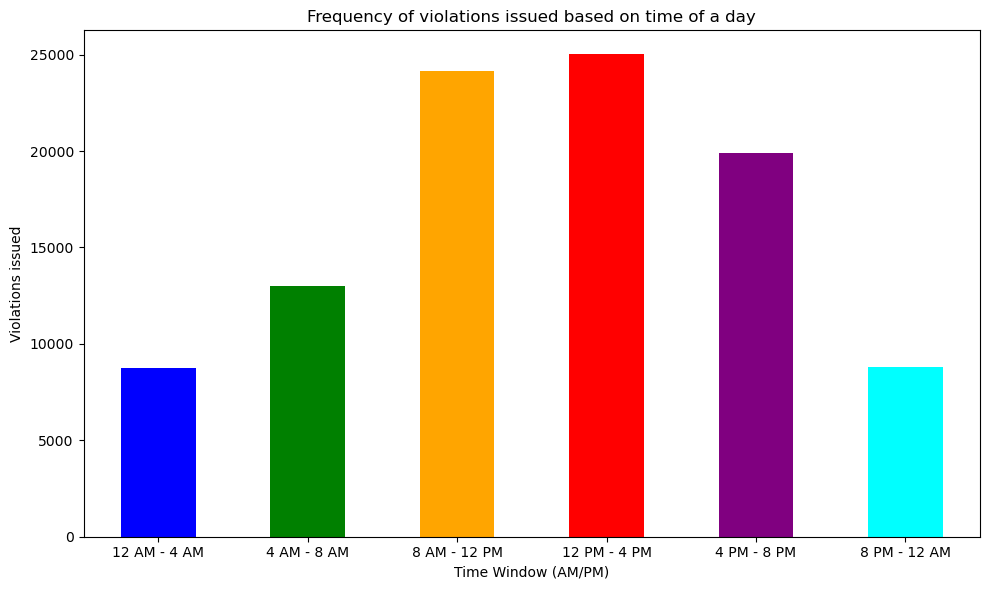 Frequency of violations issued based on time of a day
Violations issued
25000
20000
15000
10000
5000
0
12 AM - 4 AM
4 AM - 8 AM
8 AM - 12 PM
12 PM - 4 PM
4 PM - 8 PM
8 PM - 12 AM
Time Window (AM/PM)